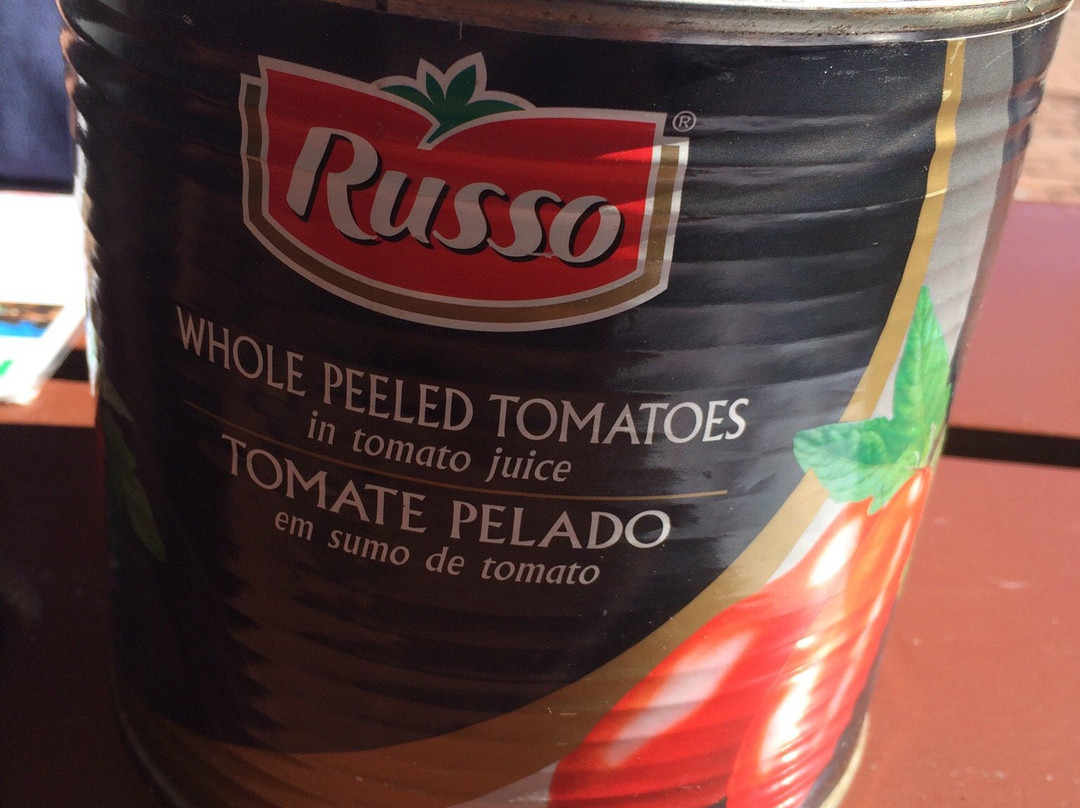 Russo®
WHOLE PEELED TOMATOES
in tomato juice
TOMATE PELADO
em sumo de tomato